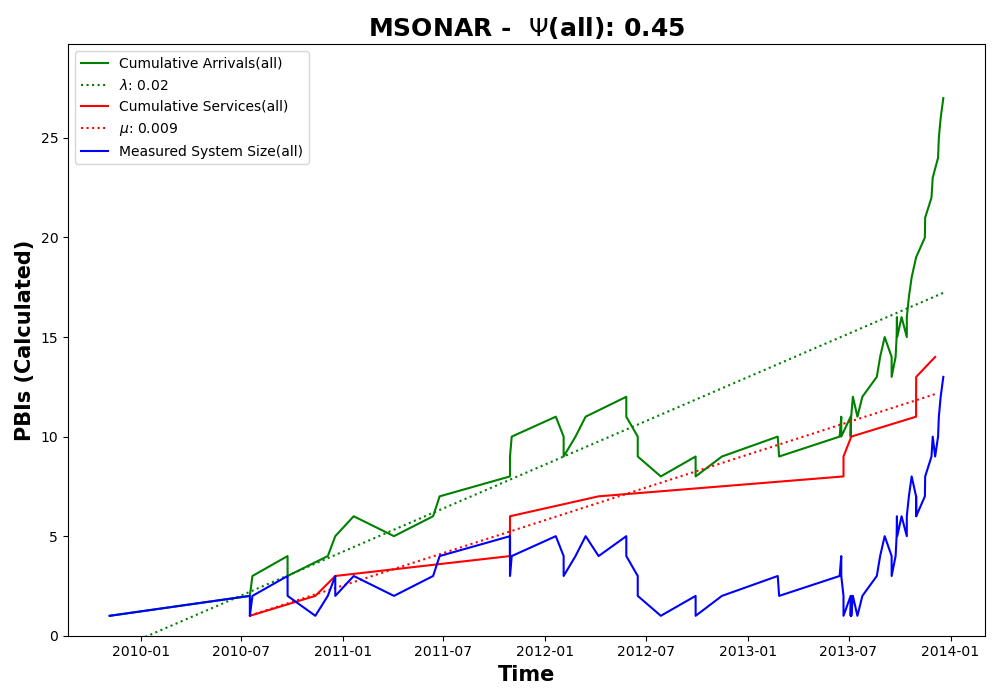 MSONAR - Ψ(all): 0.45
Cumulative Arrivals(all)
λ: 0.02
Cumulative Services(all)
μ: 0.009
Measured System Size(all)
PBIs (Calculated)
25
20
15
10
5
0
2010-01 2010-07 2011-01 2011-07 2012-01 2012-07 2013-01 2013-07 2014-01
Time